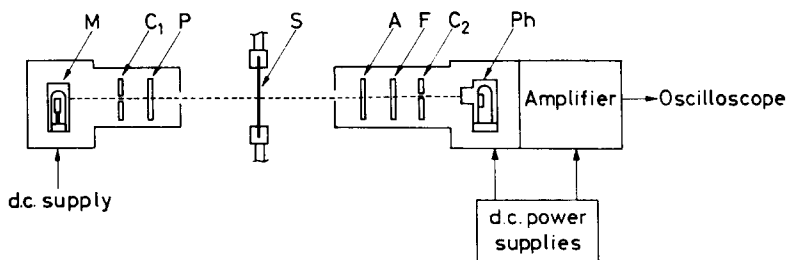 M C₁ P S A F C₂ Ph
Amplifier
Oscilloscope
d.c. supply
d.c. power
supplies